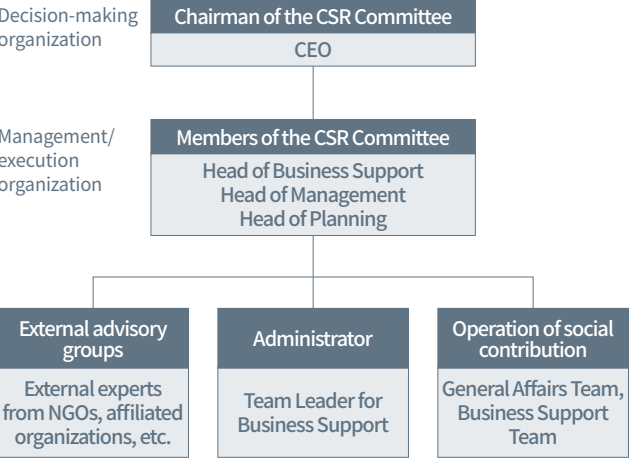 Decision-making
organization
Chairman of the CSR Committee
CEO
Management/
execution
organization
Members of the CSR Committee
Head of Business Support
Head of Management
Head of Planning
External advisory
groups
External experts
from NGOs, affiliated
organizations, etc.
Administrator
Team Leader for
Business Support
Operation of social
contribution
General Affairs Team,
Business Support
Team